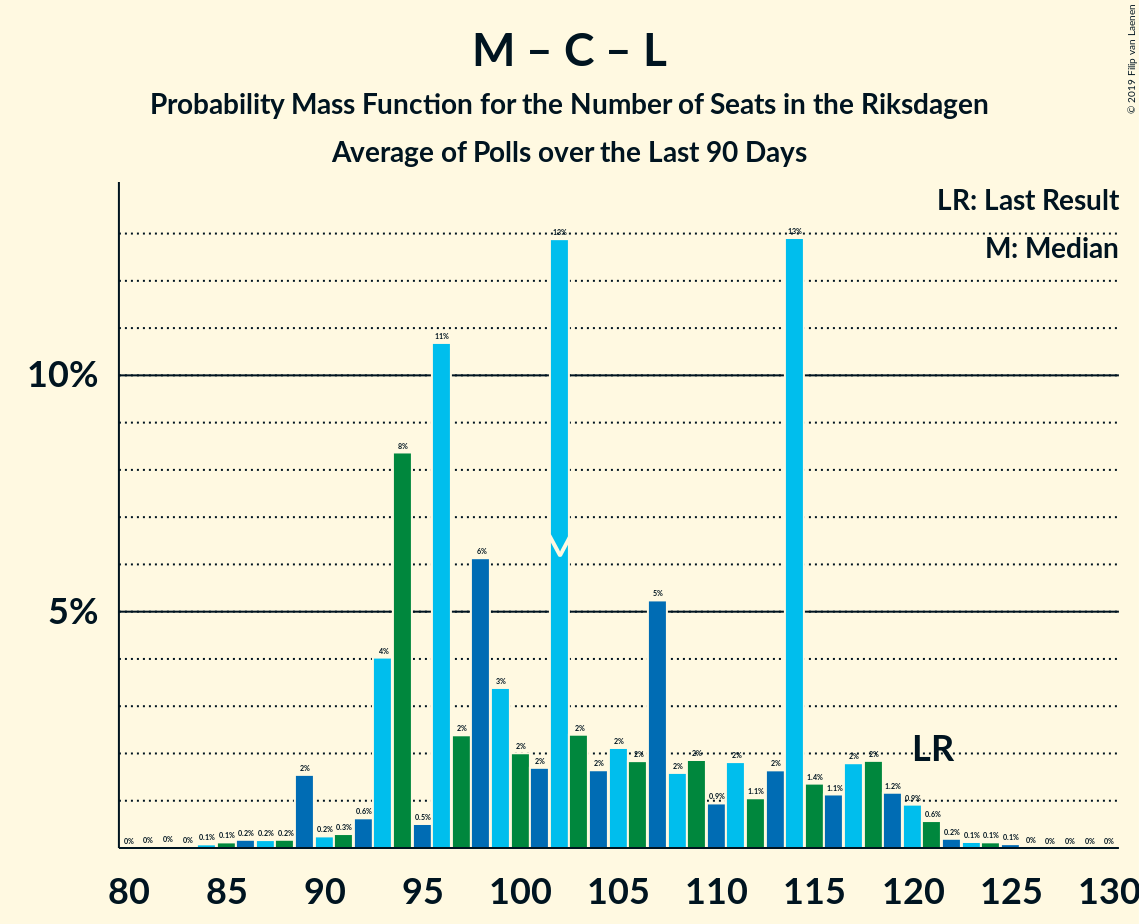 M – C – L
Probability Mass Function for the Number of Seats in the Riksdagen
Average of Polls over the Last 90 Days
© 2019 Filip van Laenen
LR: Last Result
M: Median
10%
5%
0% 0% 0% 0% 0.1% 0.1% 0.2% 0.2% 0.2% 2% 0.2% 0.3% 0.6% 4% 8% 0.5% 11% 2% 6% 3% 2% 2% 13% 2% 2% 2% 2% 5% 2% 2% 0.9% 2% 1.1% 2% 13% 1.4% 1.1% 2% 2% 1.2% 0.9% 0.6% 0.2% 0.1% 0.1% 0.1% 0% 0% 0% 0% 0%
LR
80 85 90 95 100 105 110 115 120 125 130